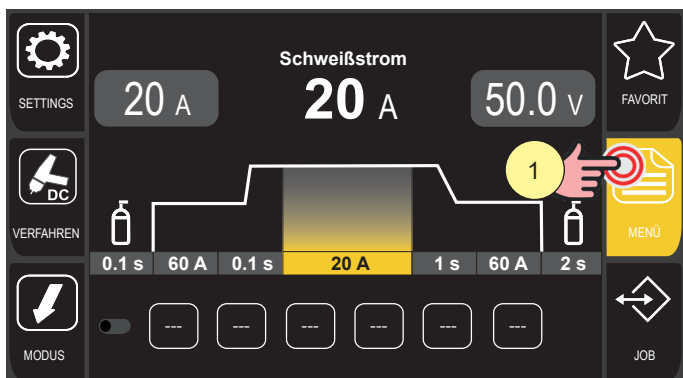 SETTINGS
VERFAHREN
DC
MODUS
Schweißstrom
20 A
20 A
50.0 V
1
0.1 s
60 A
0.1 s
20 A
1 s
60 A
2 s
---
---
---
---
---
---
FAVORIT
MENÜ
JOB